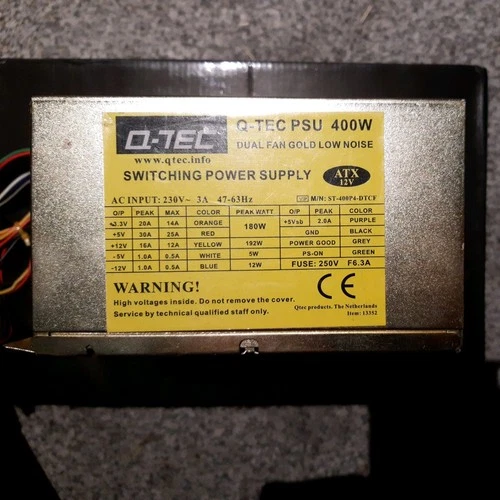 Q-TEC
www.qtec.info
Q-TEC PSU 400W
DUAL FAN GOLD LOW NOISE
SWITCHING POWER SUPPLY
ATX
12V
AC INPUT: 230V~ 3A 47-63Hz
M/N: ST-400P4-DTCF
O/P PEAK MAX COLOR PEAK WATT O/P PEAK COLOR
+3.3V 20A 14A ORANGE 180W +5Vsb 2.0A PURPLE
+5V 30A 25A RED GND BLACK
+12V 16A 12A YELLOW 192W POWER GOOD GREY
-5V 1.0A 0.5A WHITE 5W PS-ON GREEN
-12V 1.0A 0.5A BLUE 12W FUSE: 250V F6.3A
WARNING!
High voltages inside. Do not remove the cover.
Service by technical qualified staff only.
CE
Qtec products. The Netherlands
Item: 13352